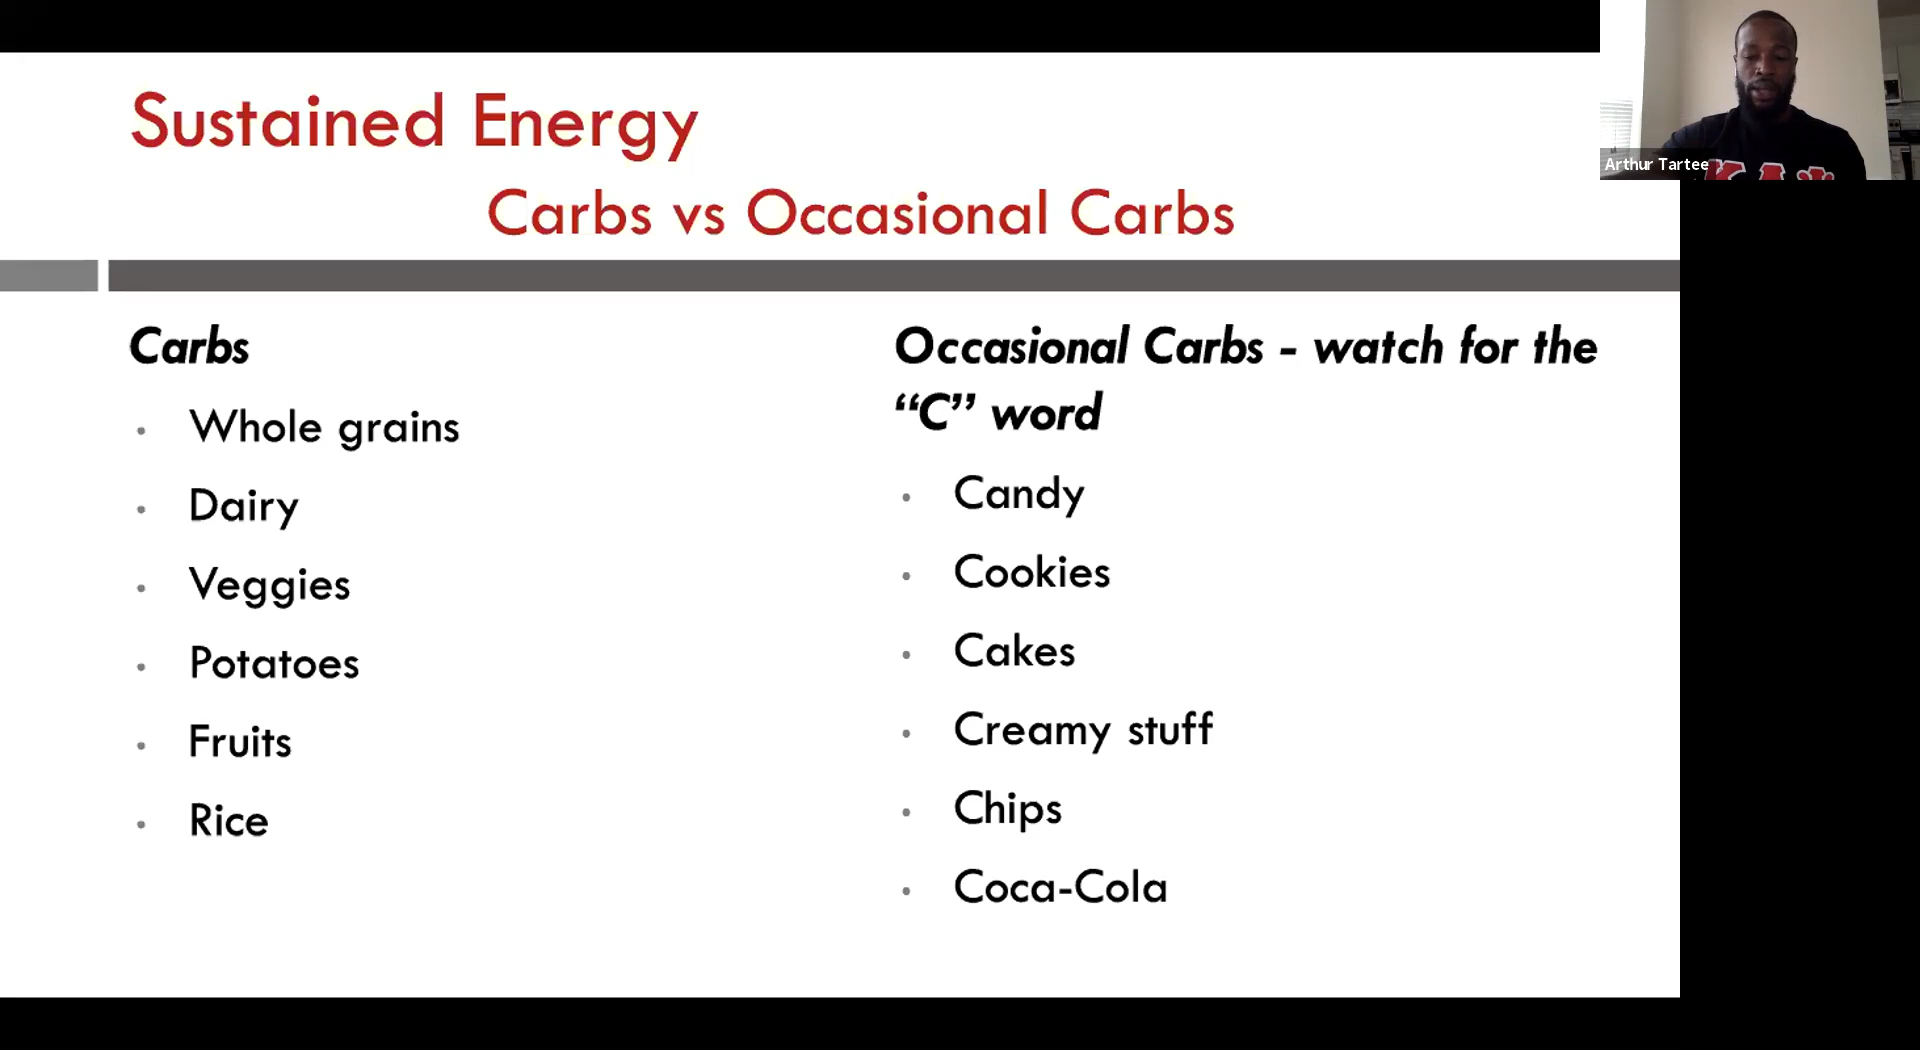 Sustained Energy
Carbs vs Occasional Carbs
Carbs
• Whole grains
• Dairy
• Veggies
• Potatoes
• Fruits
• Rice
Occasional Carbs - watch for the
“C” word
• Candy
• Cookies
• Cakes
• Creamy stuff
• Chips
• Coca-Cola
Arthur Tartee